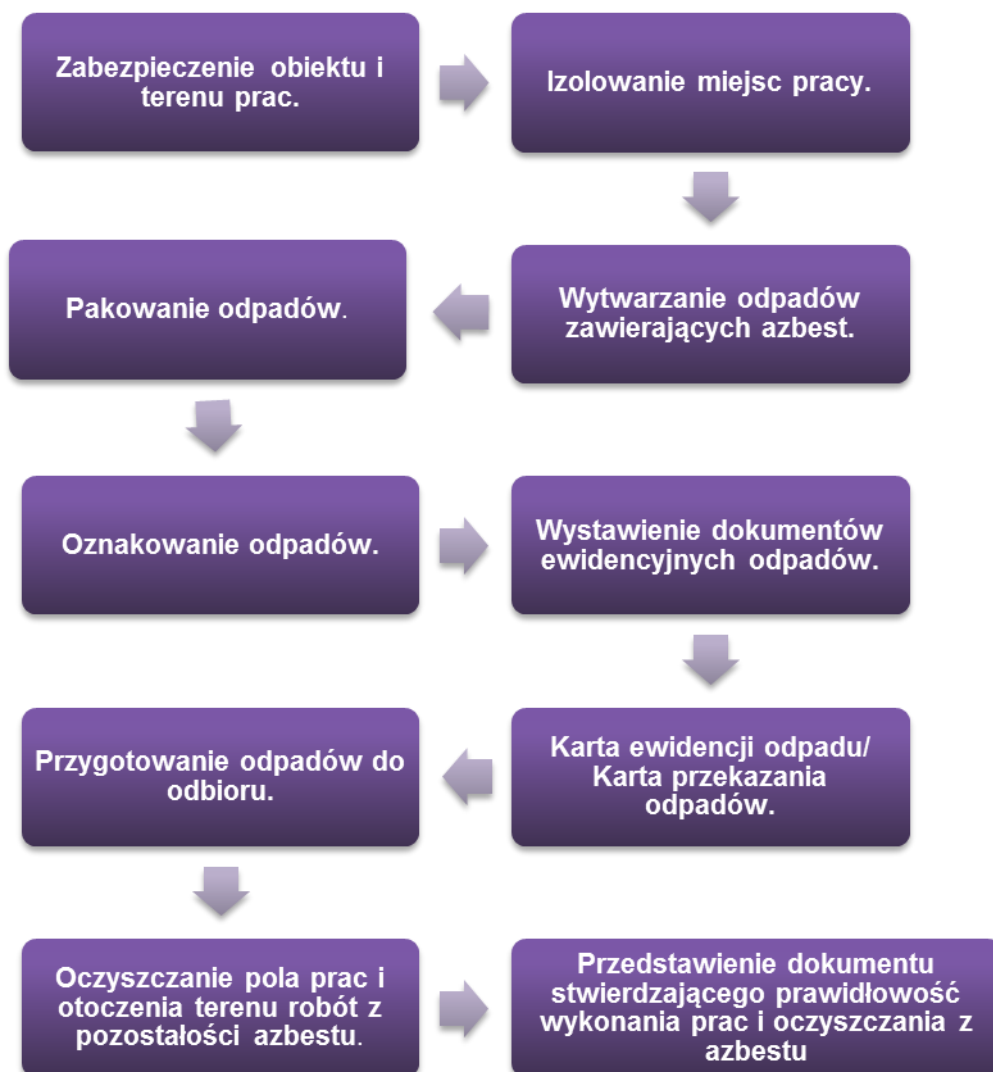 Zabezpieczenie obiektu i
terenu prac.
Izolowanie miejsc pracy.
Wytwarzanie odpadów
zawierających azbest.
Pakowanie odpadów.
Oznakowanie odpadów.
Wystawienie dokumentów
ewidencyjnych odpadów.
Karta ewidencji odpadu/
Karta przekazania
odpadów.
Przygotowanie odpadów do
odbioru.
Oczyszczanie pola prac i
otoczenia terenu robót z
pozostałości azbestu.
Przedstawienie dokumentu
stwierdzającego prawidłowość
wykonania prac i oczyszczania z
azbestu